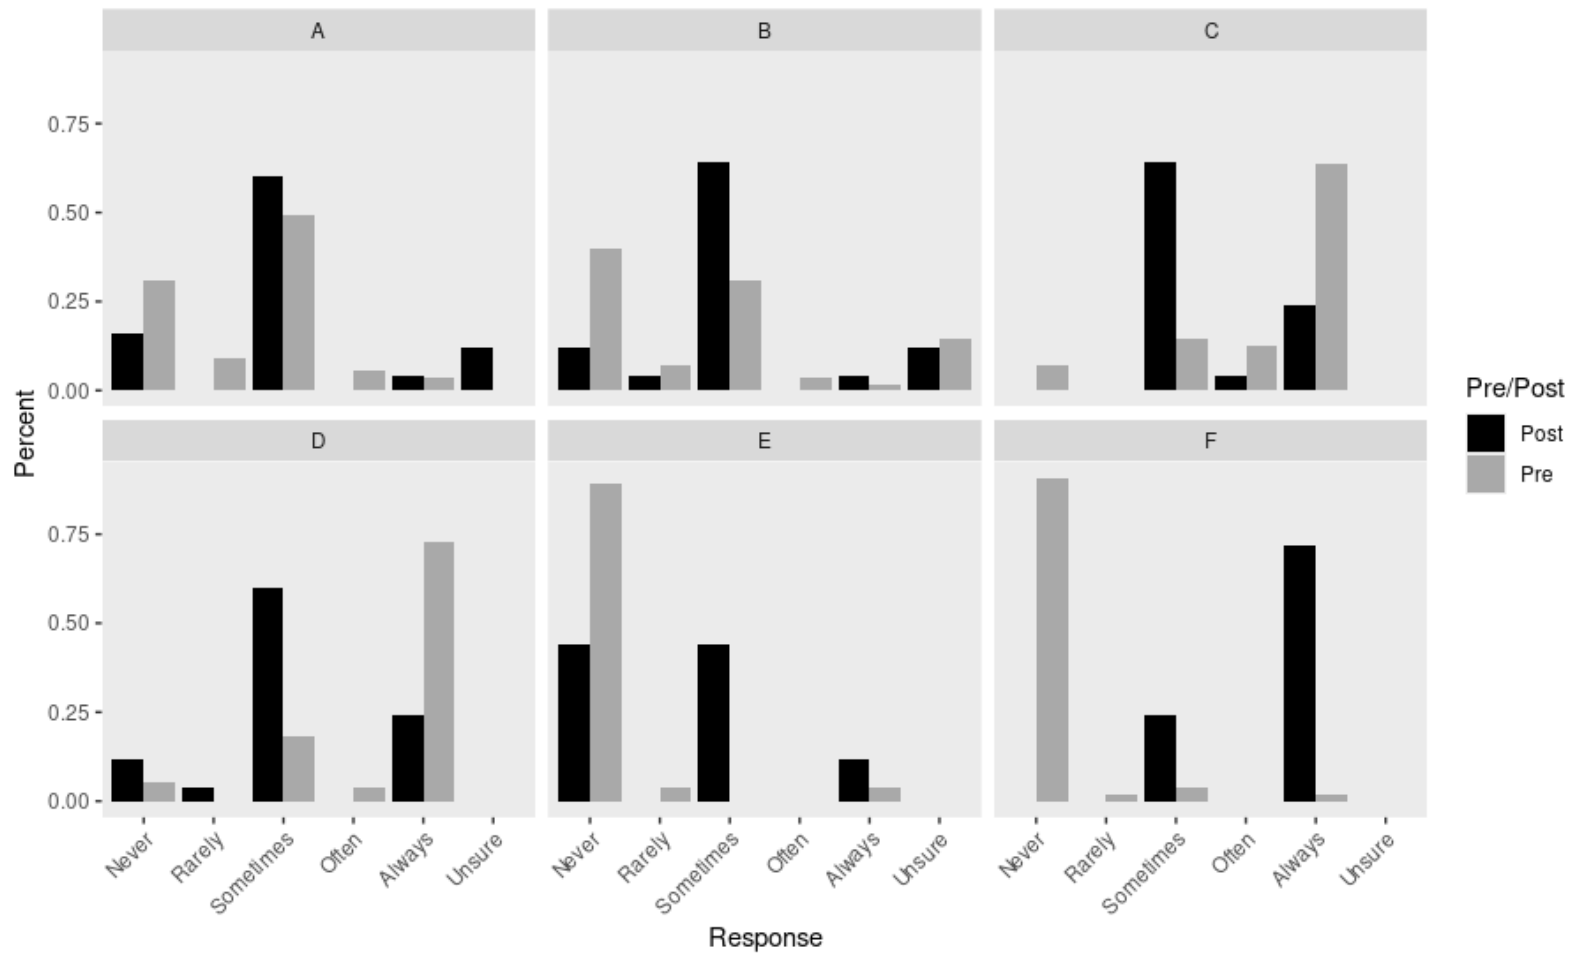 A B C
0.75
0.50
0.25
0.00
D E F
0.75
0.50
0.25
0.00
Percent
Never Rarely Sometimes Often Always Unsure
Never Rarely Sometimes Often Always Unsure
Never Rarely Sometimes Often Always Unsure
Response
Pre/Post
Post
Pre